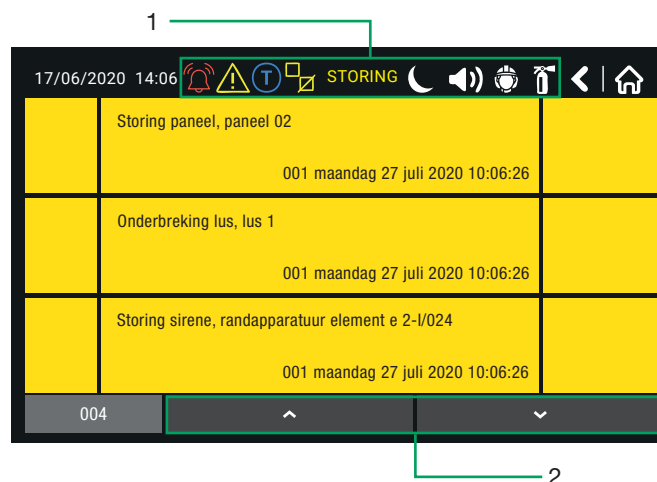 1
17/06/2020 14:06 T STORING
Storing paneel, paneel 02
001 maandag 27 juli 2020 10:06:26
Onderbreking lus, lus 1
001 maandag 27 juli 2020 10:06:26
Storing sirene, randapparatuur element e 2-I/024
001 maandag 27 juli 2020 10:06:26
004
2